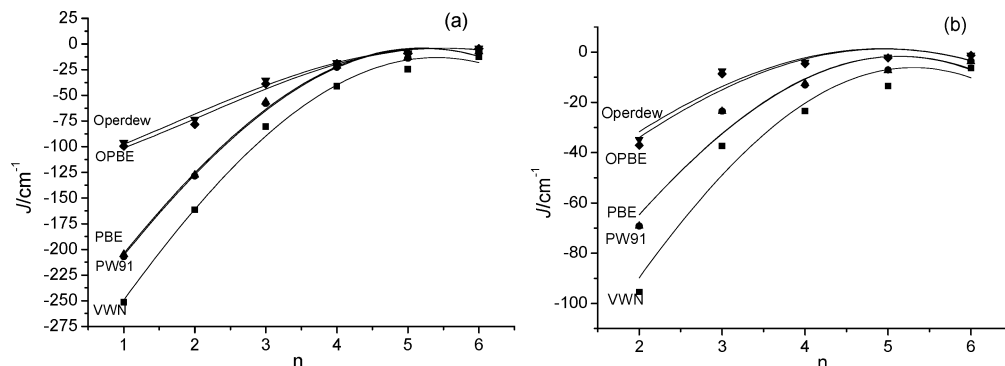 (a)
J/cm-1
25
0
-25
-50
-75
-100
-125
-150
-175
-200
-225
-250
-275
Operdew
OPBE
PBE
PW91
VWN
1 2 3 4 5 6
n
(b)
J/cm-1
0
-20
-40
-60
-80
-100
Operdew
OPBE
PBE
PW91
VWN
2 3 4 5 6
n